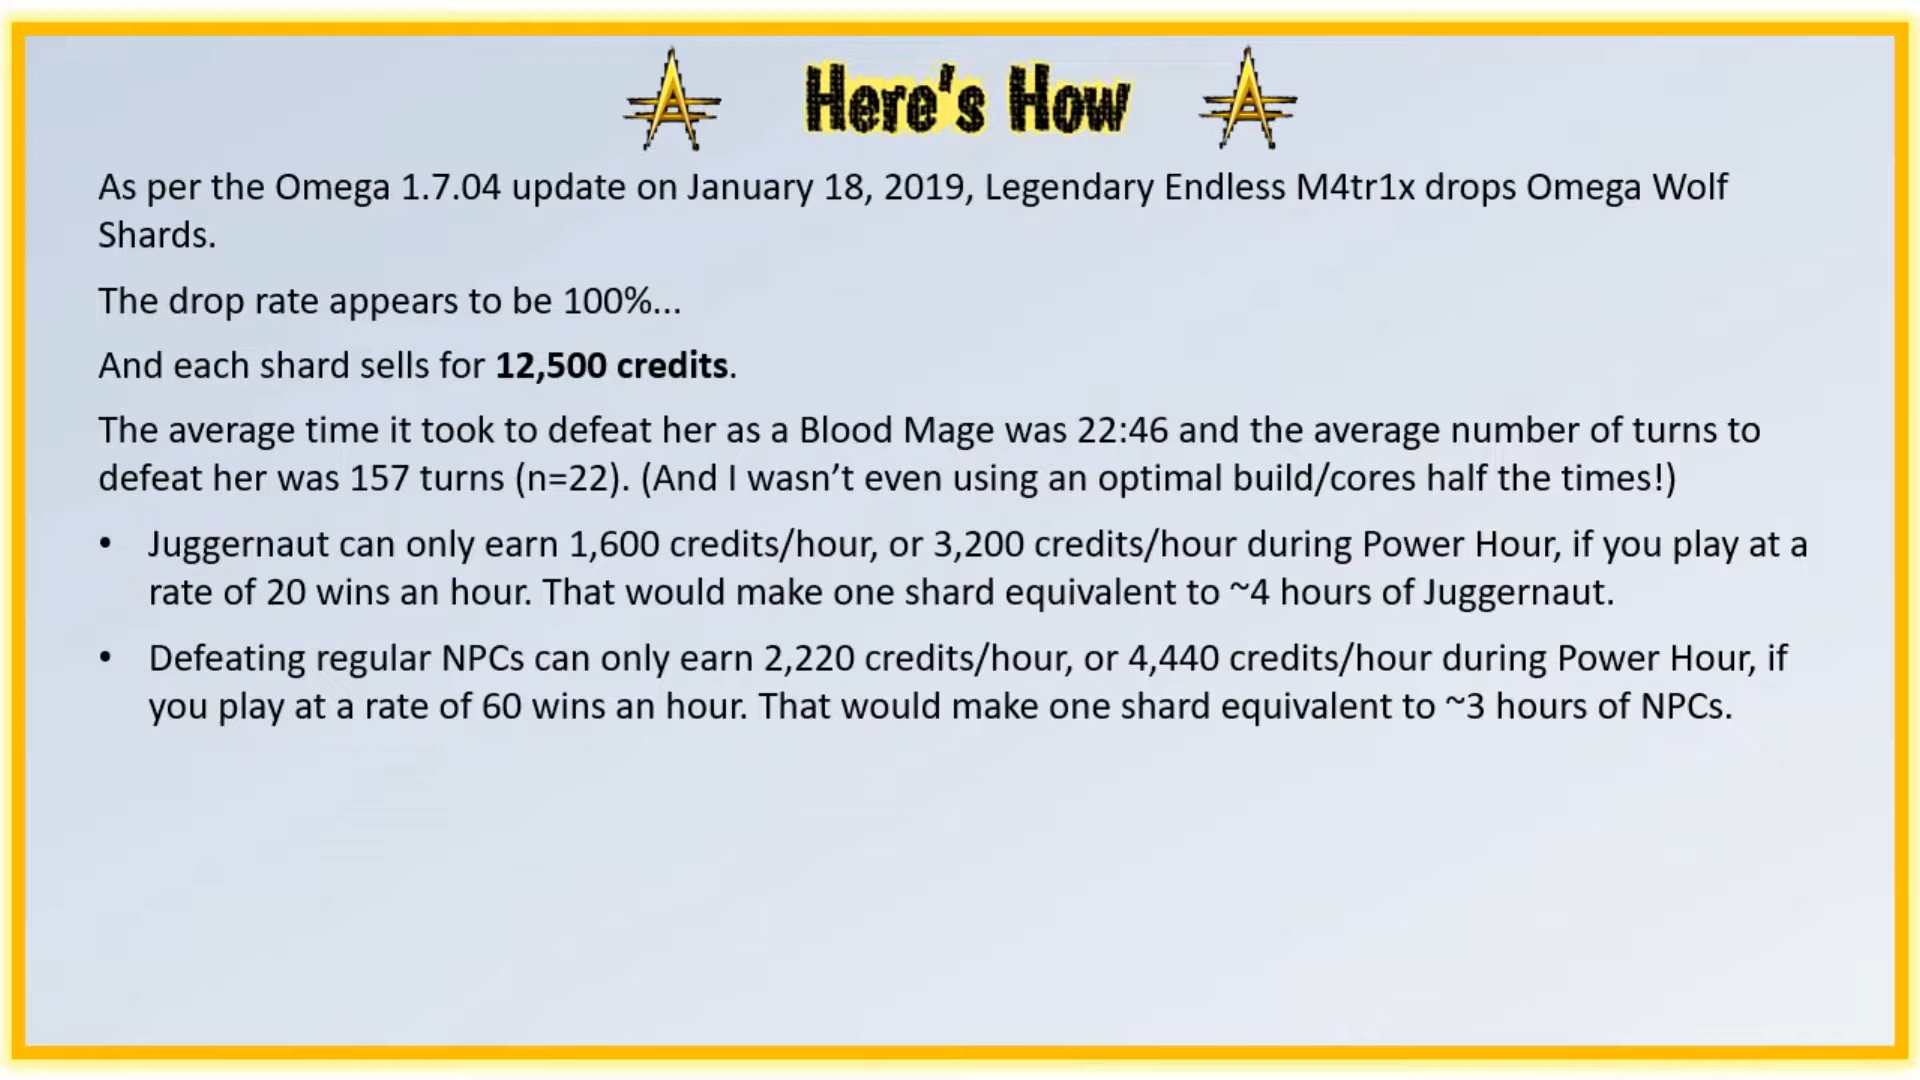 Here's How
As per the Omega 1.7.04 update on January 18, 2019, Legendary Endless M4tr1x drops Omega Wolf
Shards.
The drop rate appears to be 100%...
And each shard sells for 12,500 credits.
The average time it took to defeat her as a Blood Mage was 22:46 and the average number of turns to
defeat her was 157 turns (n=22). (And I wasn’t even using an optimal build/cores half the times!)
• Juggernaut can only earn 1,600 credits/hour, or 3,200 credits/hour during Power Hour, if you play at a
rate of 20 wins an hour. That would make one shard equivalent to ~4 hours of Juggernaut.
• Defeating regular NPCs can only earn 2,220 credits/hour, or 4,440 credits/hour during Power Hour, if
you play at a rate of 60 wins an hour. That would make one shard equivalent to ~3 hours of NPCs.